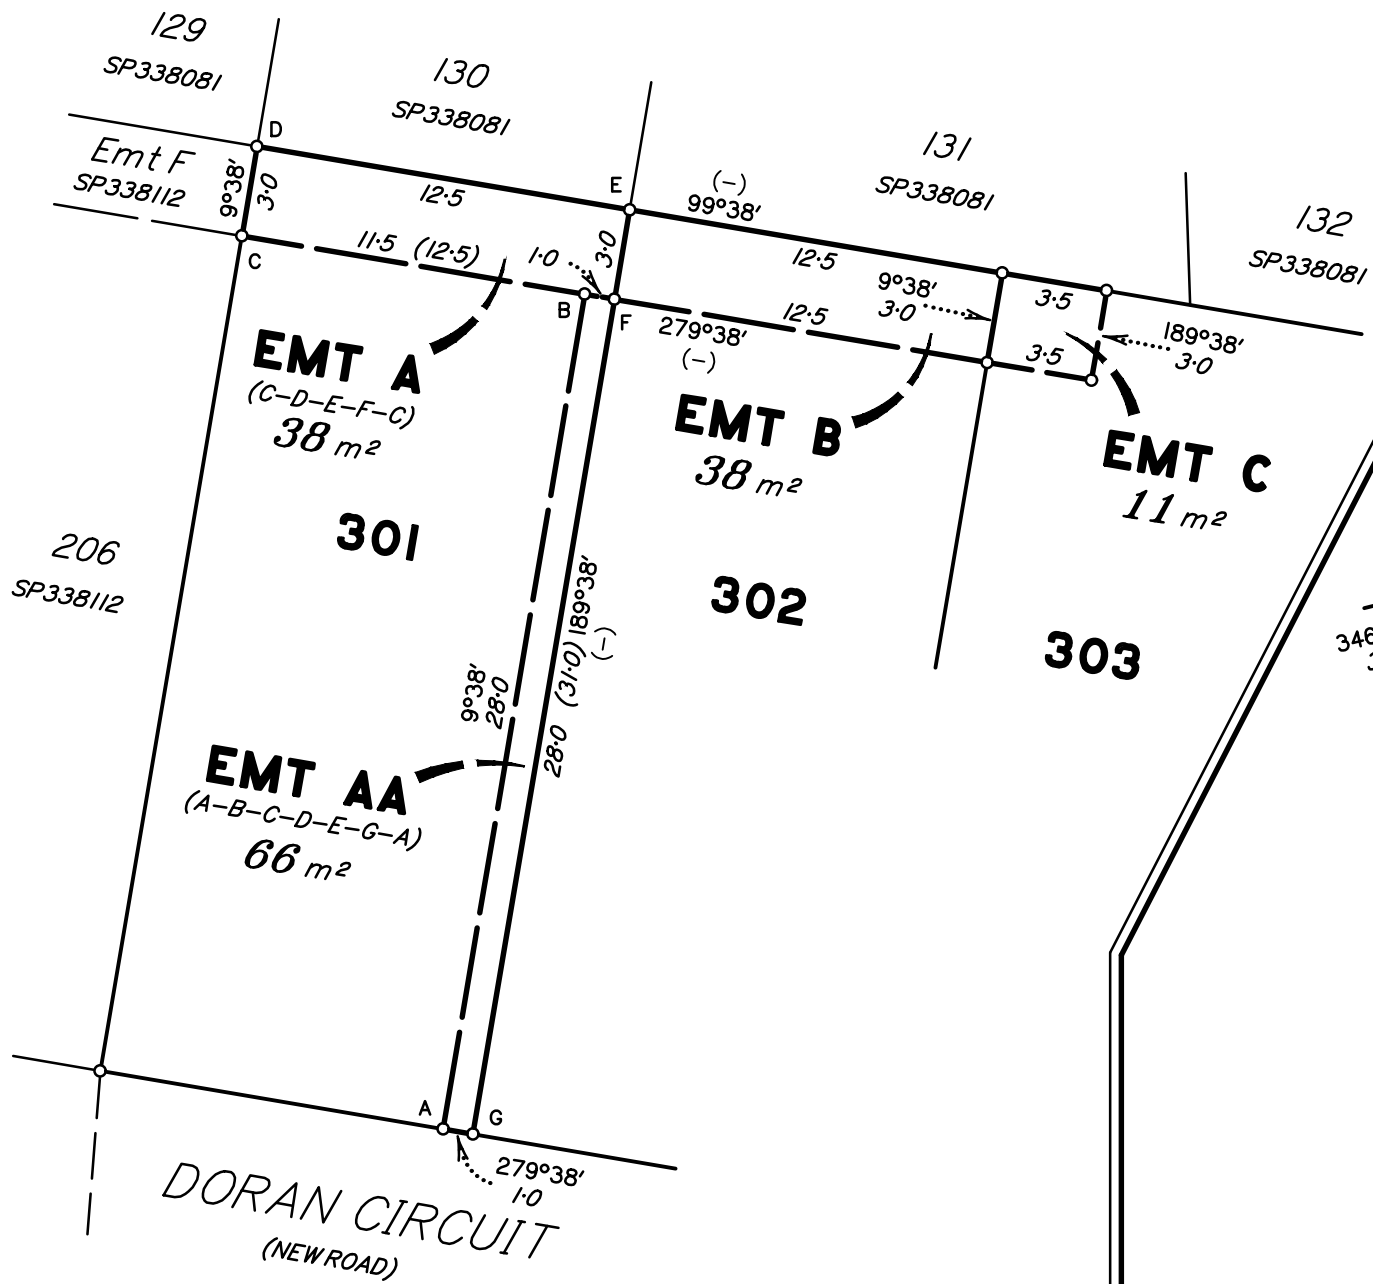 129
SP338081
130
SP338081
131
SP338081
132
SP338081
D
Emt F
SP338112
9°38'
3·0
12·5
E
(–)
99°38'
12·5
C
11·5 (12·5)
1·0
3·0
B
F
279°38'
(–)
12·5
9°38'
3·0
3·5
3·5
189°38'
3·0
EMT A
(C–D–E–F–C)
38 m²
EMT B
38 m²
EMT C
11 m²
301
302
303
206
SP338112
9°38'
28·0
28·0 (31·0) 189°38'
(–)
346
EMT AA
(A–B–C–D–E–G–A)
66 m²
A
G
279°38'
1·0
DORAN CIRCUIT
(NEW ROAD)